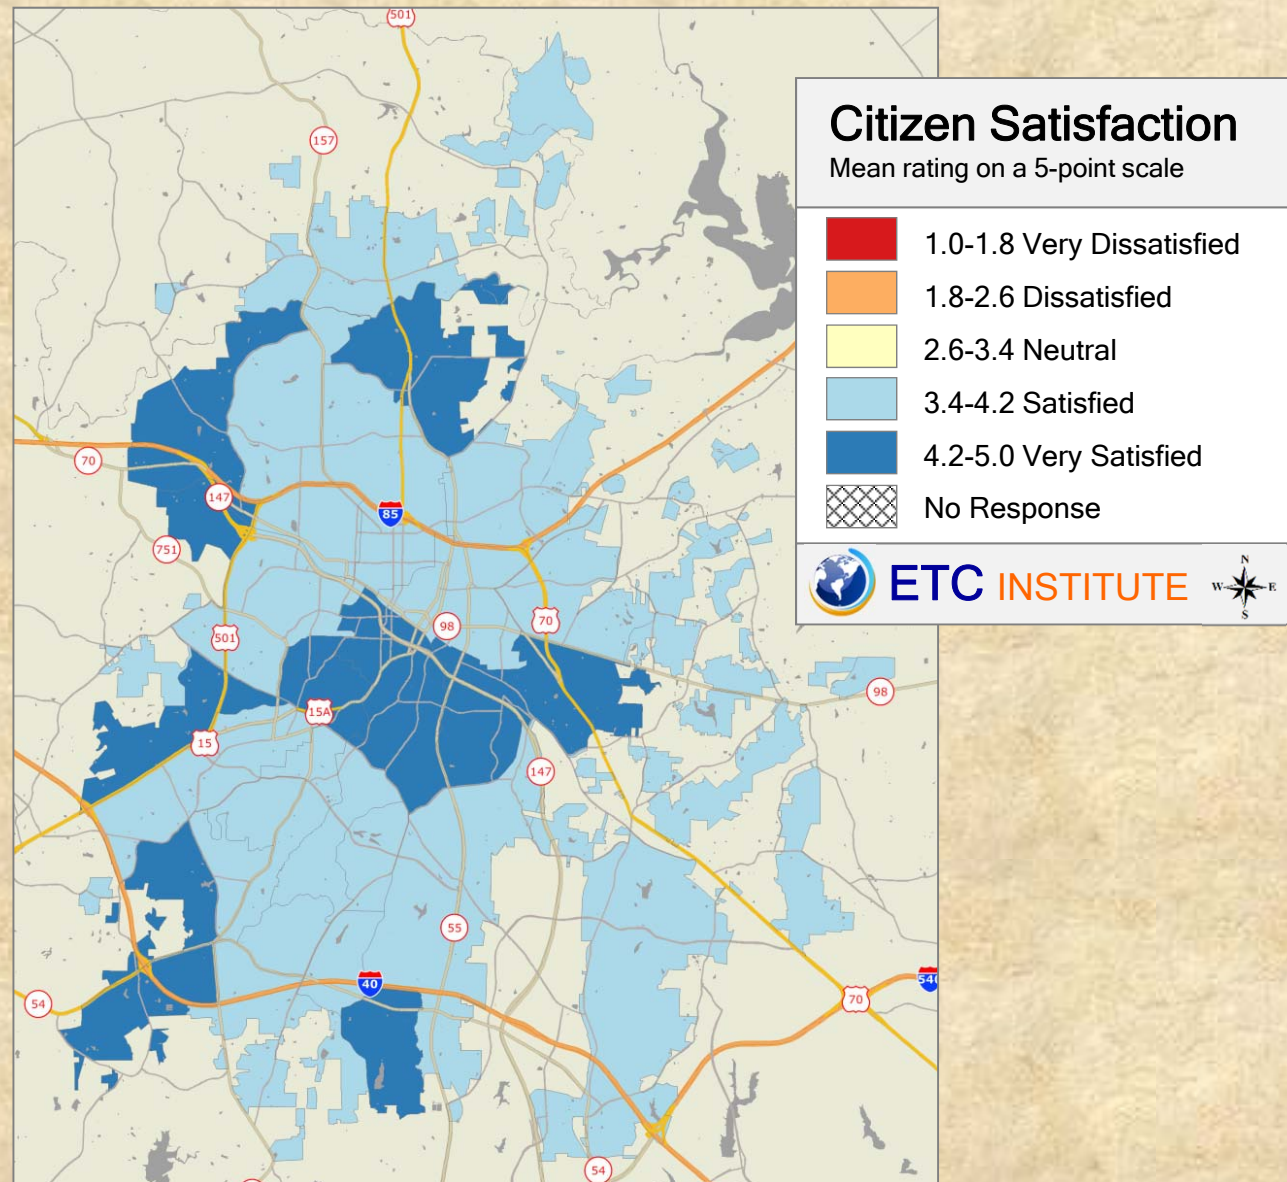 501
157
70
147
85
751
98
70
501
15A
98
15
147
55
40
54
70
540
54
Citizen Satisfaction
Mean rating on a 5-point scale
1.0-1.8 Very Dissatisfied
1.8-2.6 Dissatisfied
2.6-3.4 Neutral
3.4-4.2 Satisfied
4.2-5.0 Very Satisfied
No Response
ETC INSTITUTE
N
W E
S